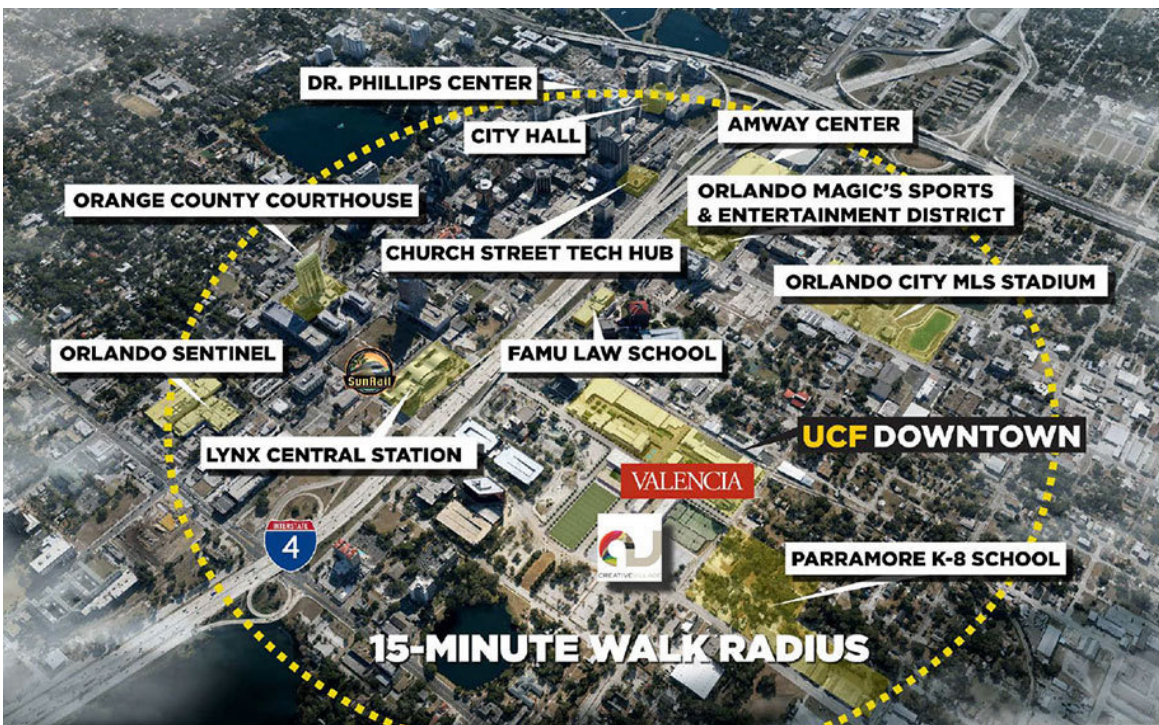 DR. PHILLIPS CENTER
CITY HALL
AMWAY CENTER
ORANGE COUNTY COURTHOUSE
ORLANDO MAGIC'S SPORTS
& ENTERTAINMENT DISTRICT
CHURCH STREET TECH HUB
ORLANDO CITY MLS STADIUM
ORLANDO SENTINEL
SunRail
FAMU LAW SCHOOL
LYNX CENTRAL STATION
UCF DOWNTOWN
VALENCIA
INTERSTATE
4
CREATIVEVILLAGE
PARRAMORE K-8 SCHOOL
15-MINUTE WALK RADIUS